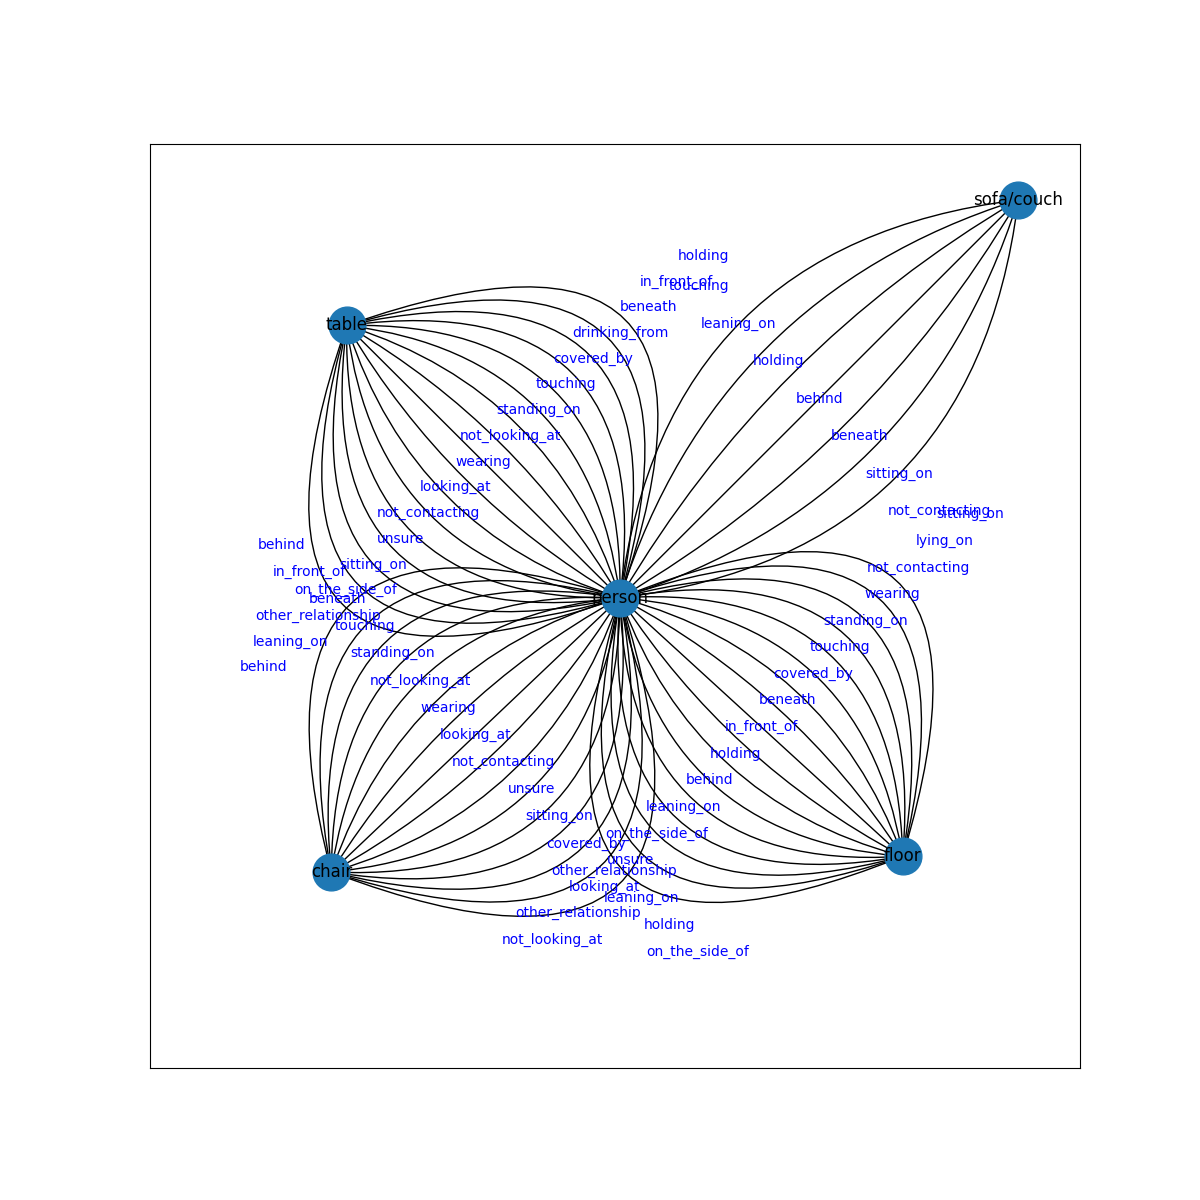 sofa/couch
holding
in_front_of
touching
beneath
table
leaning_on
drinking_from
covered_by
holding
touching
behind
standing_on
not_looking_at
beneath
wearing
sitting_on
looking_at
not_contacting
not_contacting
sitting_on
unsure
lying_on
behind
sitting_on
not_contacting
in_front_of
on_the_side_of
wearing
beneath
person
other_relationship
standing_on
touching
leaning_on
touching
standing_on
behind
covered_by
not_looking_at
beneath
wearing
in_front_of
looking_at
holding
not_contacting
behind
unsure
leaning_on
sitting_on
on_the_side_of
covered_by
floor
unsure
chair
other_relationship
looking_at
leaning_on
other_relationship
holding
not_looking_at
on_the_side_of